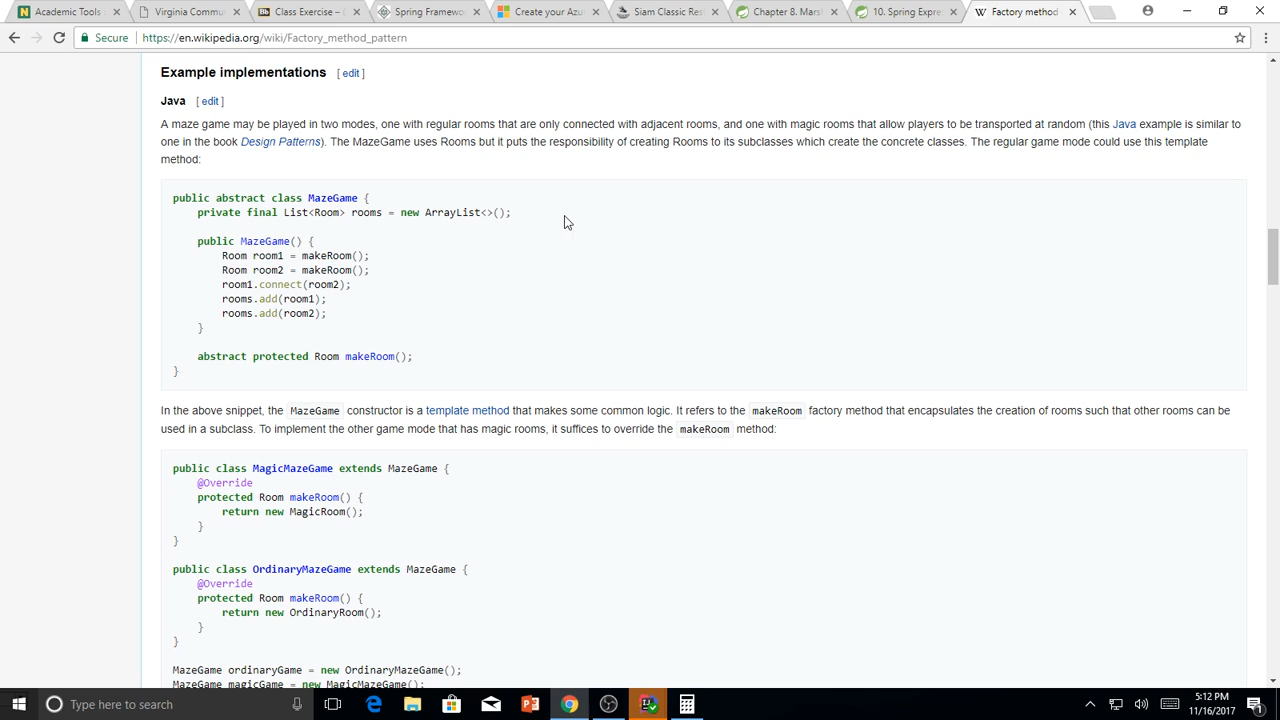 Academic Tools
Virginia Commu
Class Exercise –
Spring Framewo
Create your Azu
Siam Classic Res
Chapter 8. Mars
10. Spring Expre
Factory method
Secure
https://en.wikipedia.org/wiki/Factory_method_pattern
Example implementations [ edit ]
Java [ edit ]
A maze game may be played in two modes, one with regular rooms that are only connected with adjacent rooms, and one with magic rooms that allow players to be transported at random (this Java example is similar to
one in the book Design Patterns). The MazeGame uses Rooms but it puts the responsibility of creating Rooms to its subclasses which create the concrete classes. The regular game mode could use this template
method:
public abstract class MazeGame {
private final List<Room> rooms = new ArrayList<>();
public MazeGame() {
Room room1 = makeRoom();
Room room2 = makeRoom();
room1.connect(room2);
rooms.add(room1);
rooms.add(room2);
}
abstract protected Room makeRoom();
}
In the above snippet, the MazeGame constructor is a template method that makes some common logic. It refers to the makeRoom factory method that encapsulates the creation of rooms such that other rooms can be
used in a subclass. To implement the other game mode that has magic rooms, it suffices to override the makeRoom method:
public class MagicMazeGame extends MazeGame {
@Override
protected Room makeRoom() {
return new MagicRoom();
}
}
public class OrdinaryMazeGame extends MazeGame {
@Override
protected Room makeRoom() {
return new OrdinaryRoom();
}
}
MazeGame ordinaryGame = new OrdinaryMazeGame();
MazeGame magicGame = new MagicMazeGame();
Type here to search
5:12 PM
11/16/2017